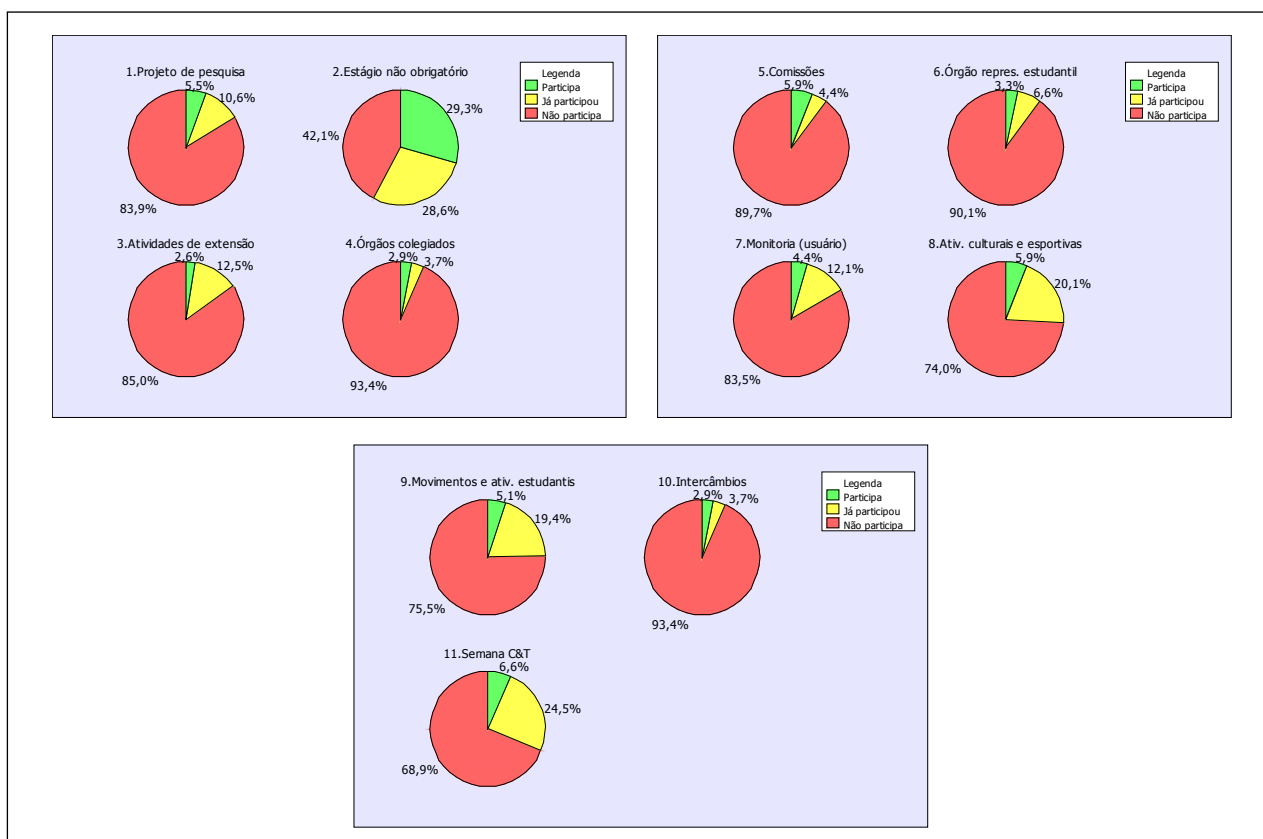 1.Projeto de pesquisa
5,5%
10,6%
83,9%
2.Estágio não obrigatório
29,3%
42,1%
28,6%
Legenda
Participa
Já participou
Não participa
3.Atividades de extensão
2,6%
12,5%
85,0%
4.Órgãos colegiados
2,9%
3,7%
93,4%
5.Comissões
5,9%
4,4%
89,7%
6.Órgão repres. estudantil
3,3%
6,6%
90,1%
Legenda
Participa
Já participou
Não participa
7.Monitoria (usuário)
4,4%
12,1%
83,5%
8.Ativ. culturais e esportivas
5,9%
20,1%
74,0%
9.Movimentos e ativ. estudantis
5,1%
19,4%
75,5%
10.Intercâmbios
2,9%
3,7%
93,4%
Legenda
Participa
Já participou
Não participa
11.Semana C&T
6,6%
24,5%
68,9%